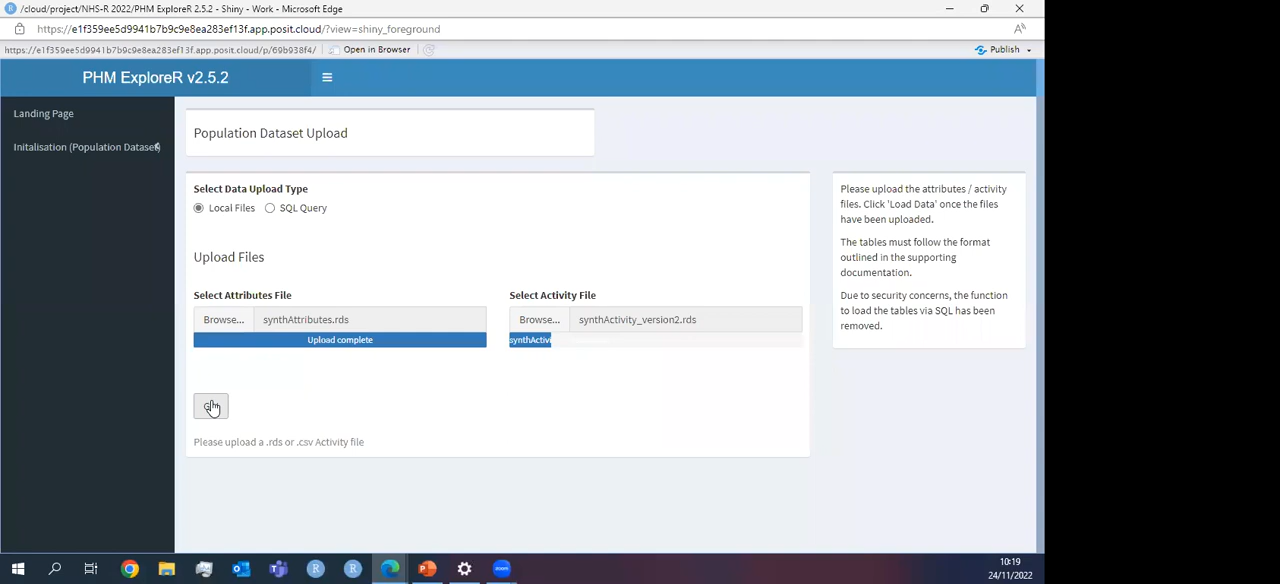 /cloud/project/NHS-R 2022/PHM ExploreR 2.5.2 - Shiny - Work - Microsoft Edge
https://e1f359ee5d9941b7b9c9e8ea283ef13f.app.posit.cloud/?view=shiny_foreground
https://e1f359ee5d9941b7b9c9e8ea283ef13f.app.posit.cloud/p/69b938f4/
Open in Browser
Publish
PHM ExploreR v2.5.2
Landing Page
Initalisation (Population Dataset)
Population Dataset Upload
Select Data Upload Type
Local Files
SQL Query
Upload Files
Select Attributes File
Browse...
synthAttributes.rds
Upload complete
Select Activity File
Browse...
synthActivity_version2.rds
synthActivi
Please upload a .rds or .csv Activity file
Please upload the attributes / activity
files. Click 'Load Data' once the files
have been uploaded.
The tables must follow the format
outlined in the supporting
documentation.
Due to security concerns, the function
to load the tables via SQL has been
removed.
zoom
10:19
24/11/2022